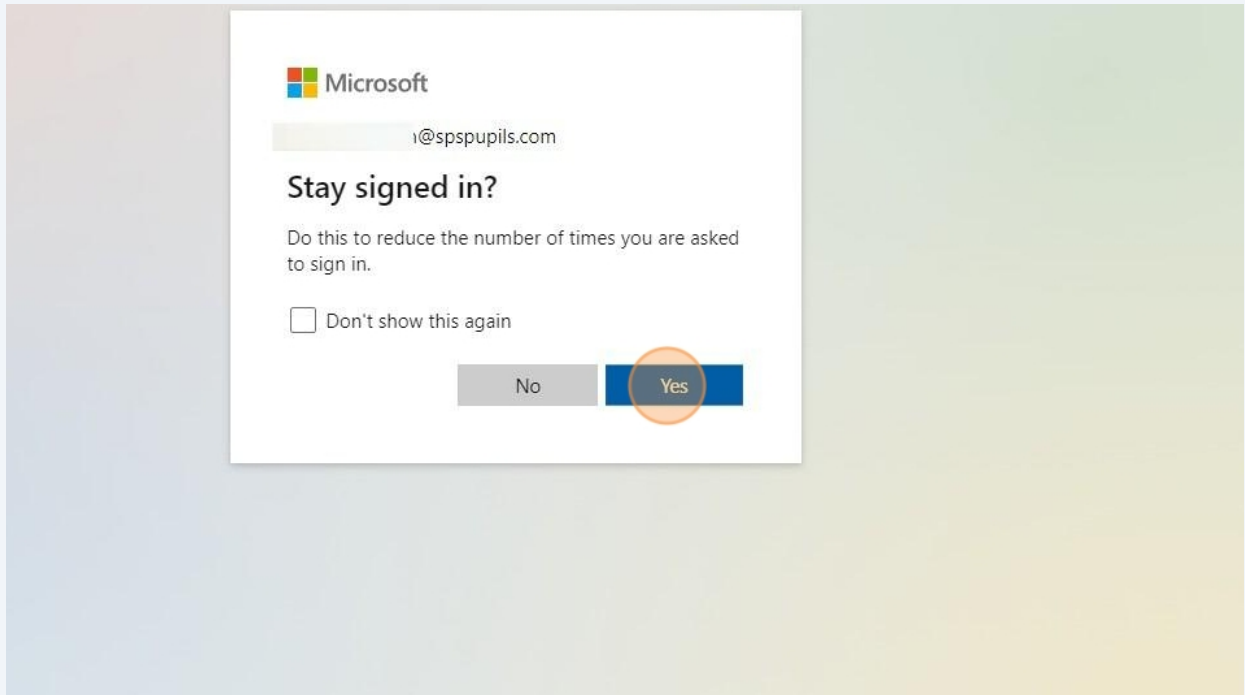 Microsoft
@spspupils.com
Stay signed in?
Do this to reduce the number of times you are asked
to sign in.
Don't show this again
No
Yes